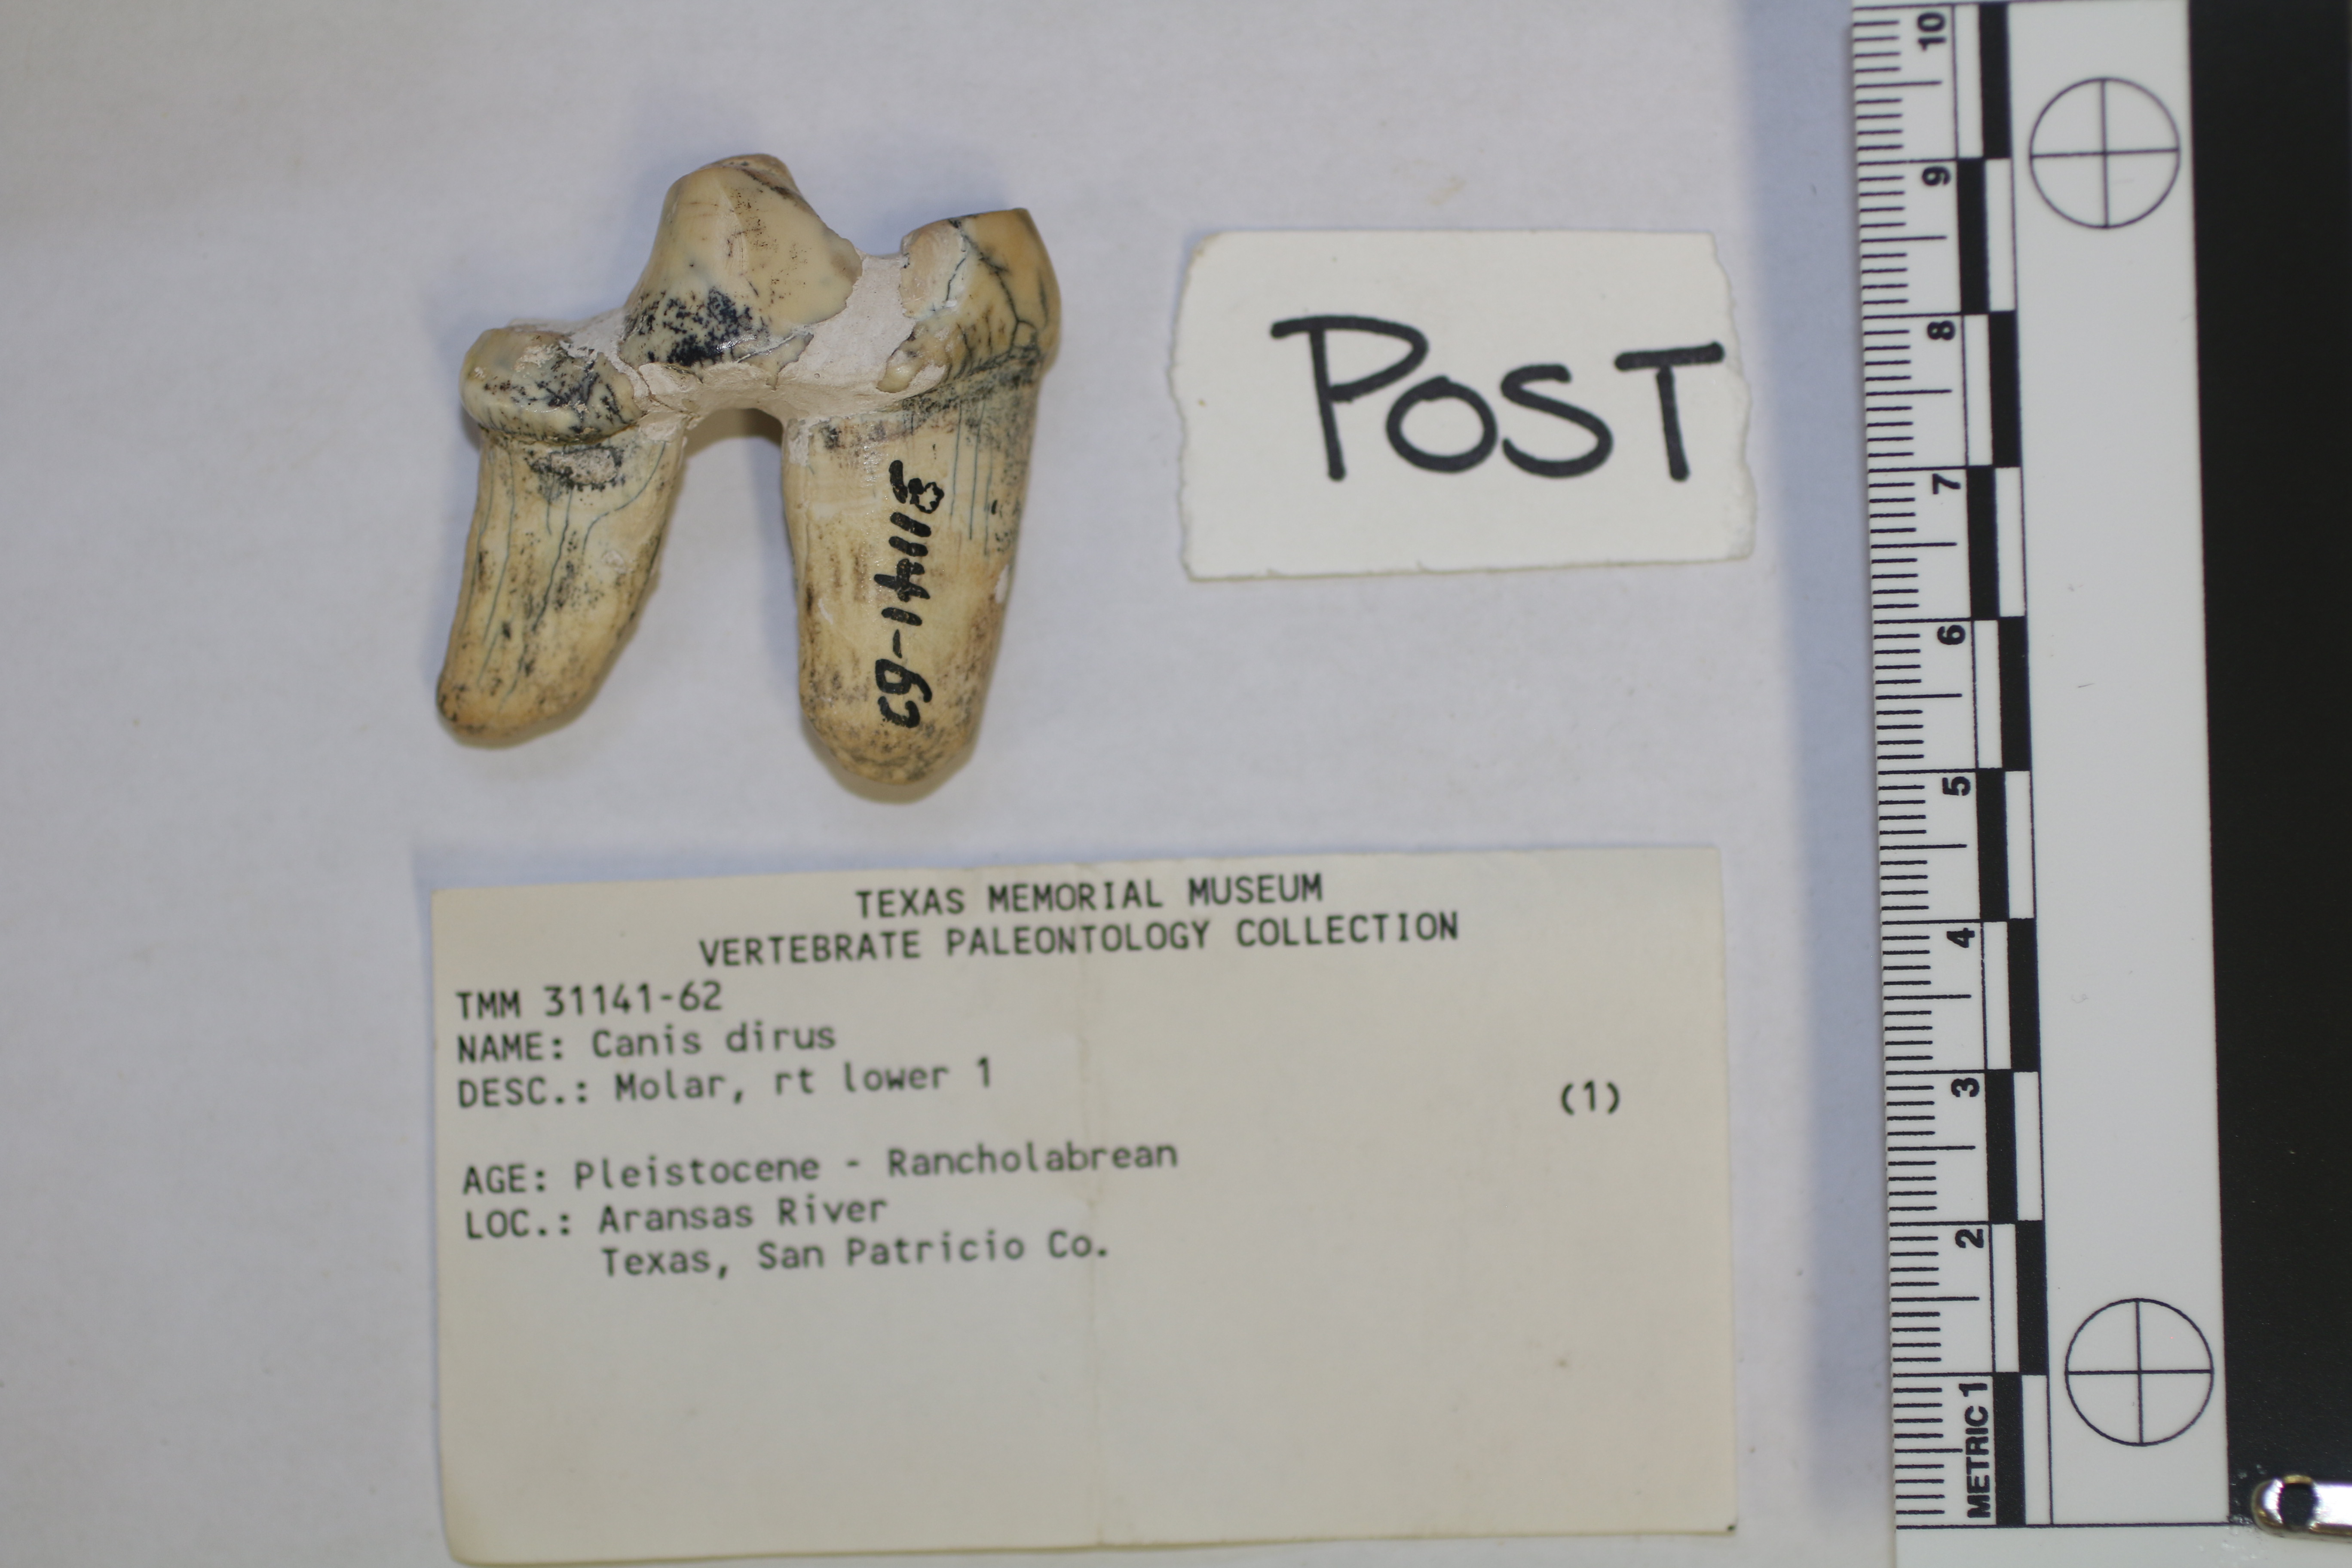 31141-62
POST
TEXAS MEMORIAL MUSEUM
VERTEBRATE PALEONTOLOGY COLLECTION
TMM 31141-62
NAME: Canis dirus
DESC.: Molar, rt lower 1
(1)
AGE: Pleistocene - Rancholabrean
LOC.: Aransas River
Texas, San Patricio Co.
METRIC 1 2 3 4 5 6 7 8 9 10